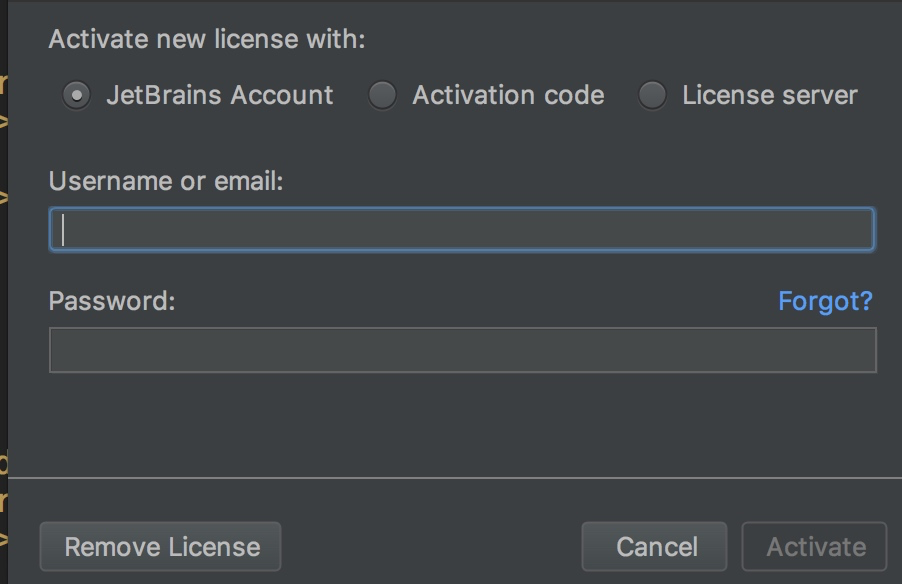 Activate new license with:
JetBrains Account Activation code License server
Username or email:
Password: Forgot?
Remove License Cancel Activate